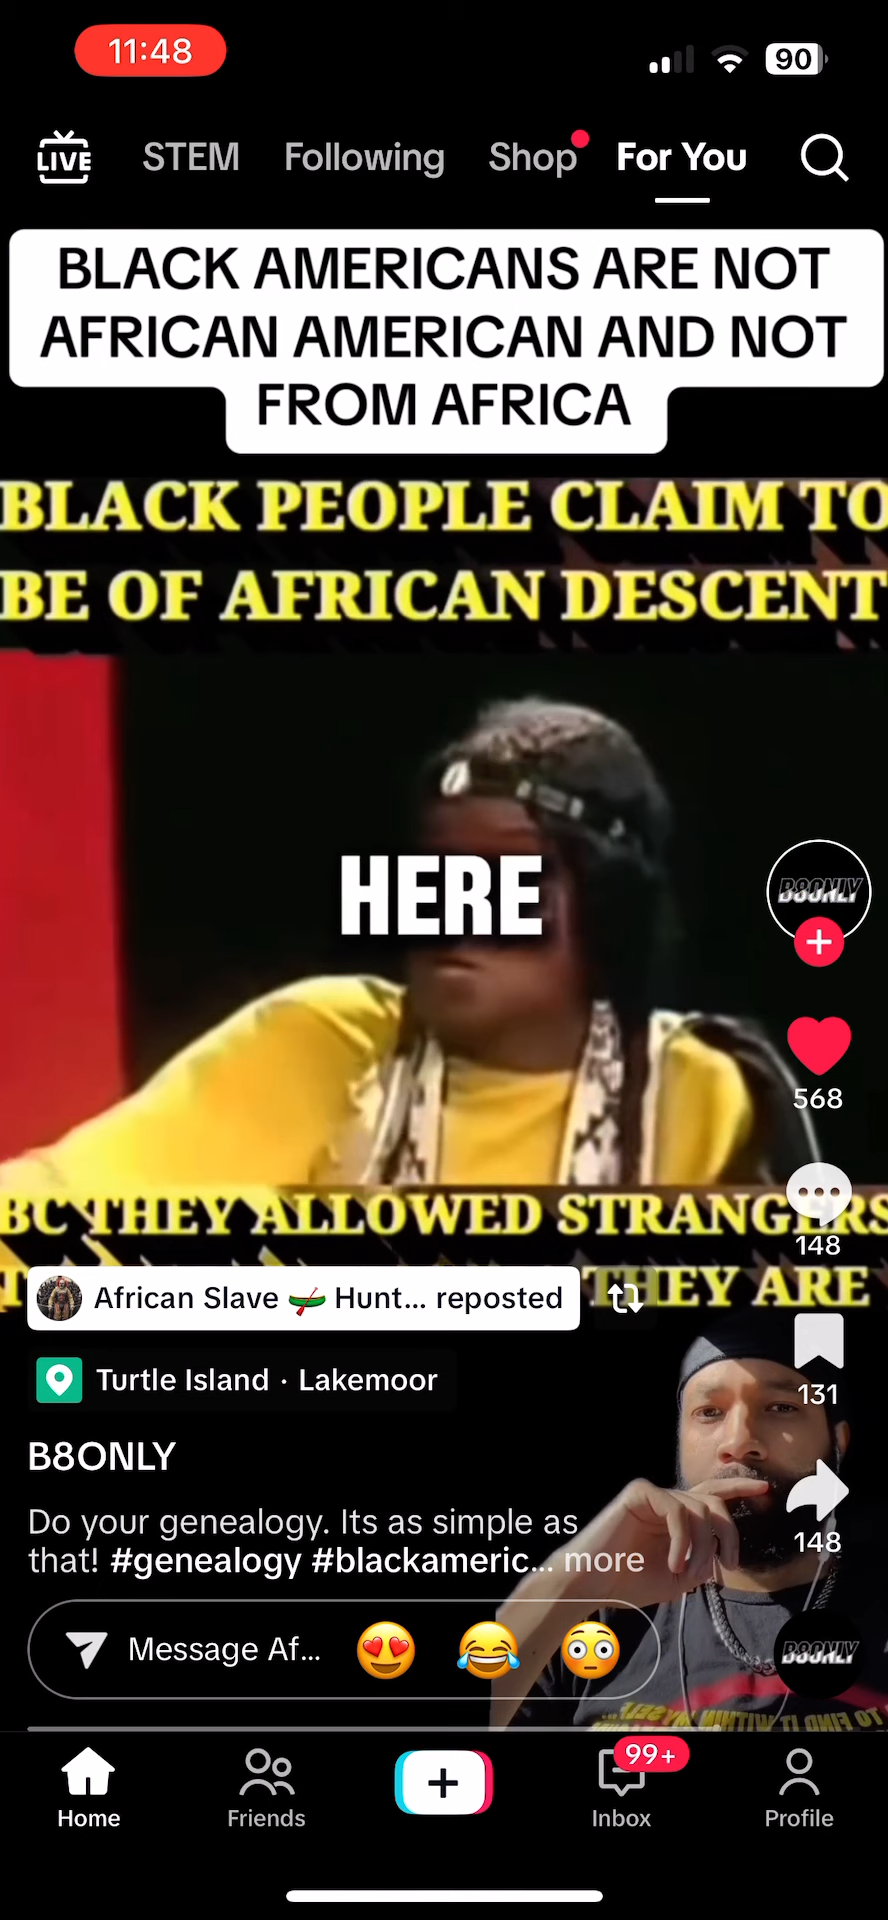 11:48
90
LIVE
STEM
Following
Shop
For You
BLACK AMERICANS ARE NOT
AFRICAN AMERICAN AND NOT
FROM AFRICA
BLACK PEOPLE CLAIM TO
BE OF AFRICAN DESCENT
HERE
B8ONLY
568
BC THEY ALLOWED STRANGERS
148
African Slave 🛶 Hunt... reposted
THEY ARE
Turtle Island · Lakemoor
131
B8ONLY
Do your genealogy. Its as simple as
that! #genealogy #blackameric... more
148
Message Af...
😍 😂 😳
B8ONLY
99+
Home
Friends
Inbox
Profile